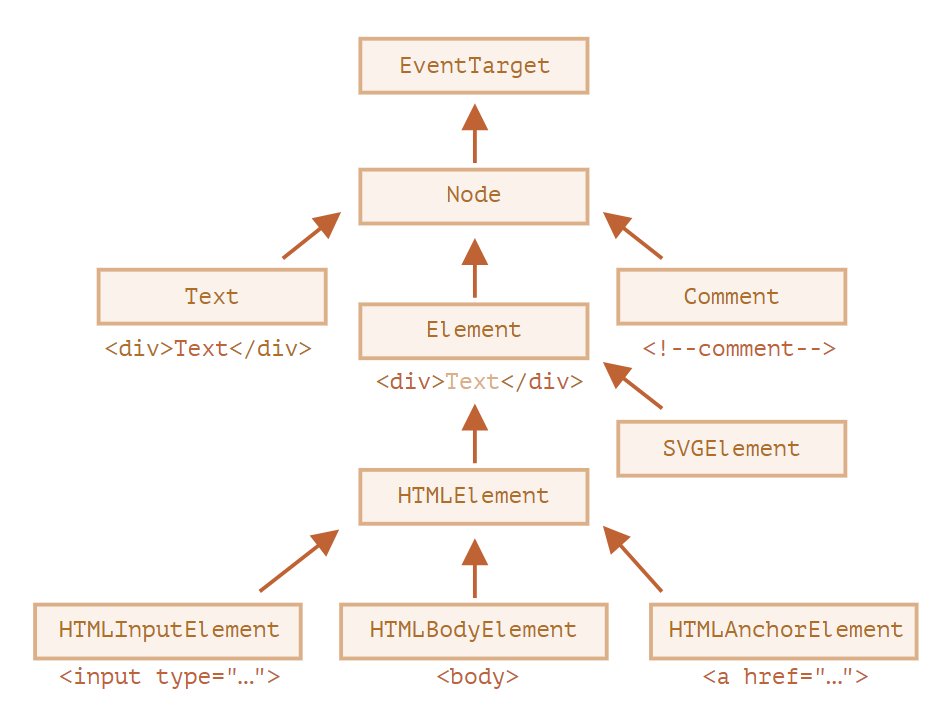 EventTarget
Node
Text
Element
Comment
<div>Text</div>
<!--comment-->
<div>Text</div>
SVGElement
HTMLElement
HTMLInputElement
HTMLBodyElement
HTMLAnchorElement
<input type="…">
<body>
<a href="…">